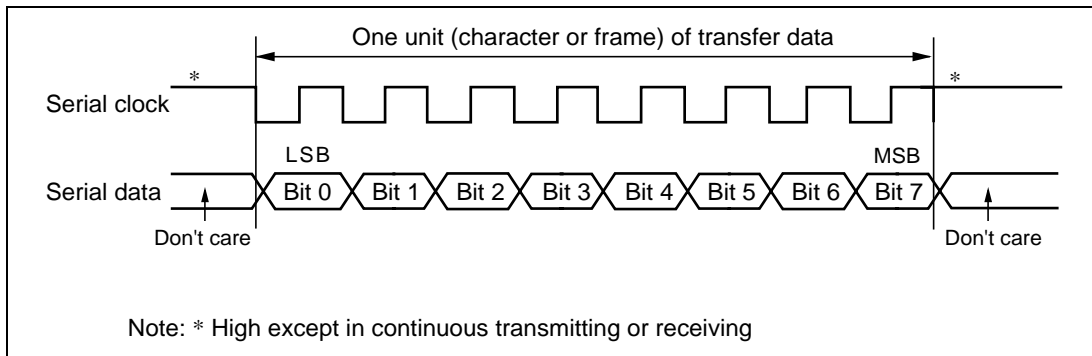 One unit (character or frame) of transfer data
* *
Serial clock
LSB MSB
Serial data Bit 0 Bit 1 Bit 2 Bit 3 Bit 4 Bit 5 Bit 6 Bit 7
Don't care Don't care
Note: * High except in continuous transmitting or receiving